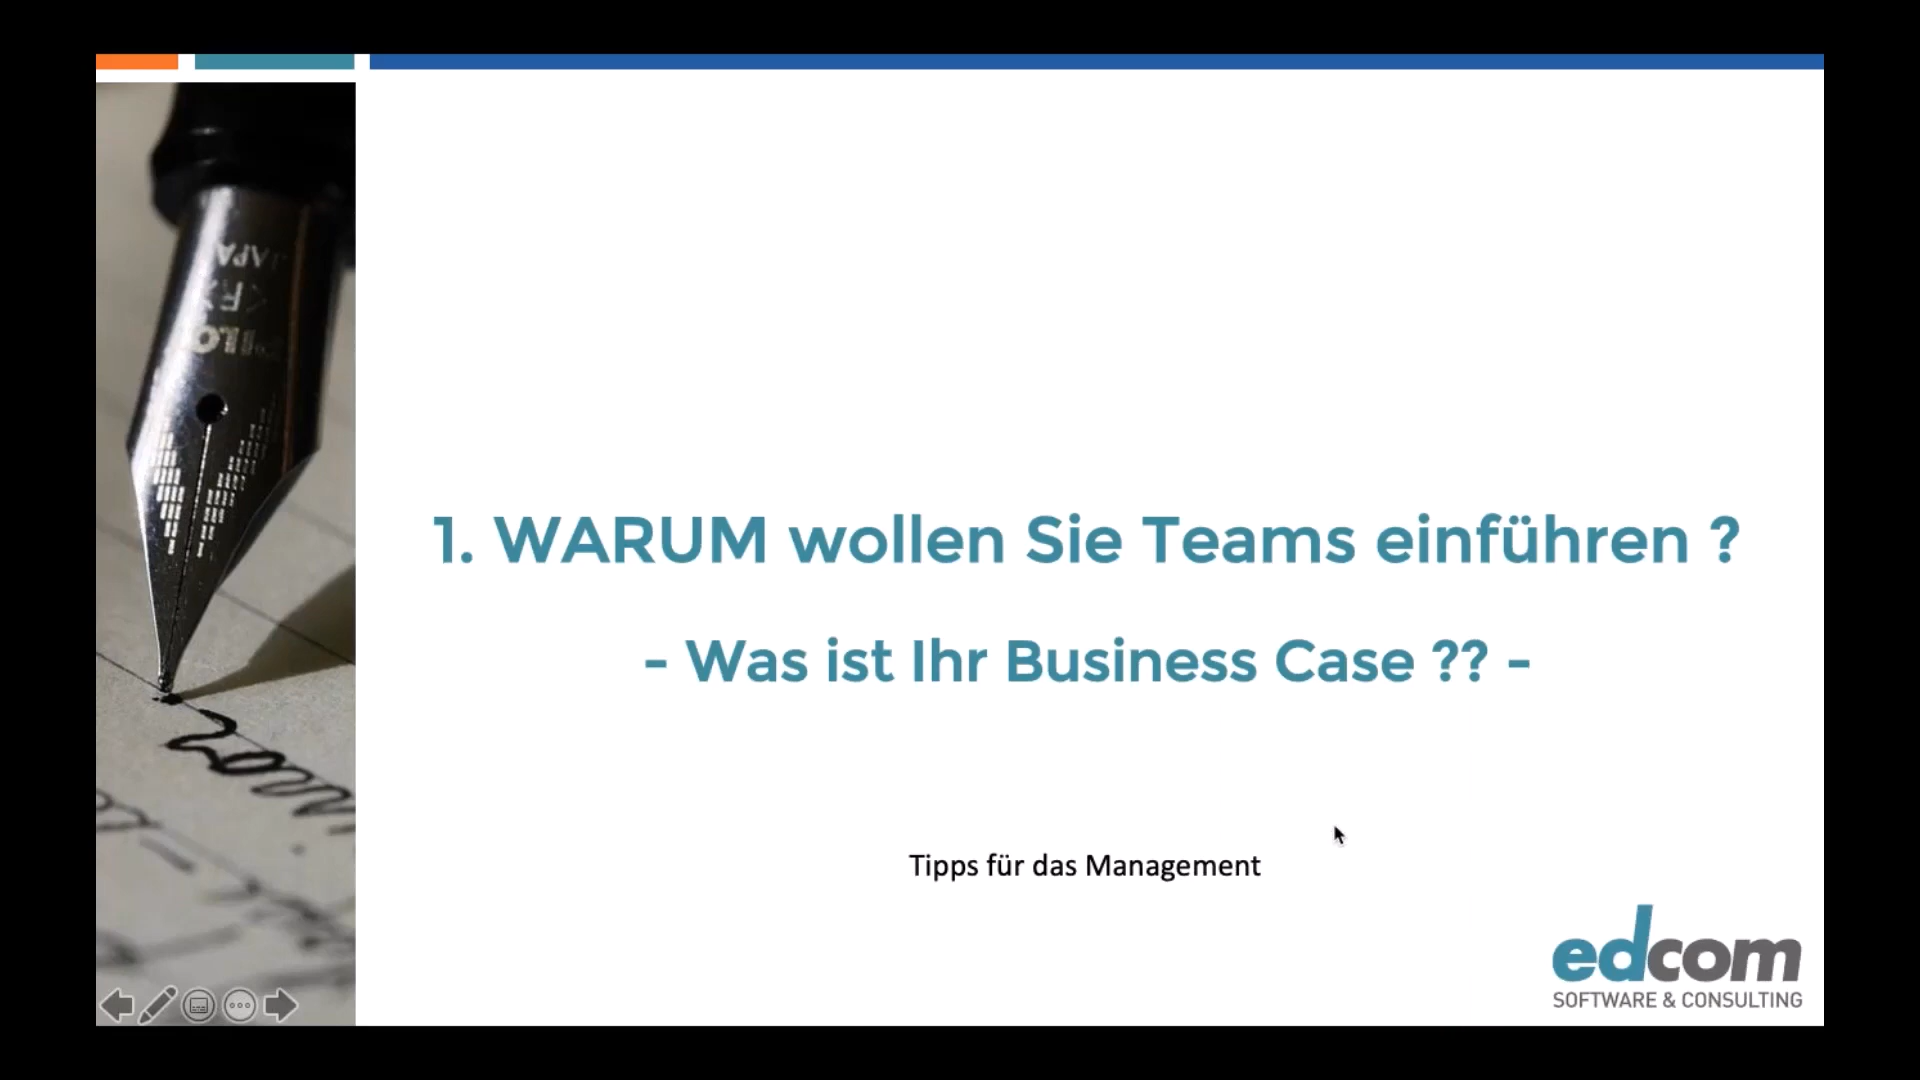 1. WARUM wollen Sie Teams einführen ?
- Was ist Ihr Business Case ?? -
Tipps für das Management
edcom
SOFTWARE & CONSULTING